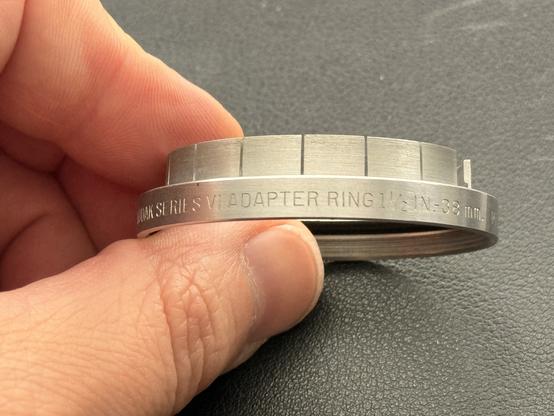 SERIES VI ADAPTER RING 1½ IN.-38 mm.